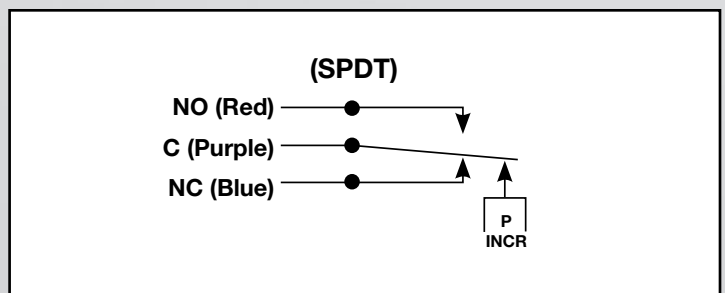 (SPDT)
NO (Red)
C (Purple)
NC (Blue)
P
INCR